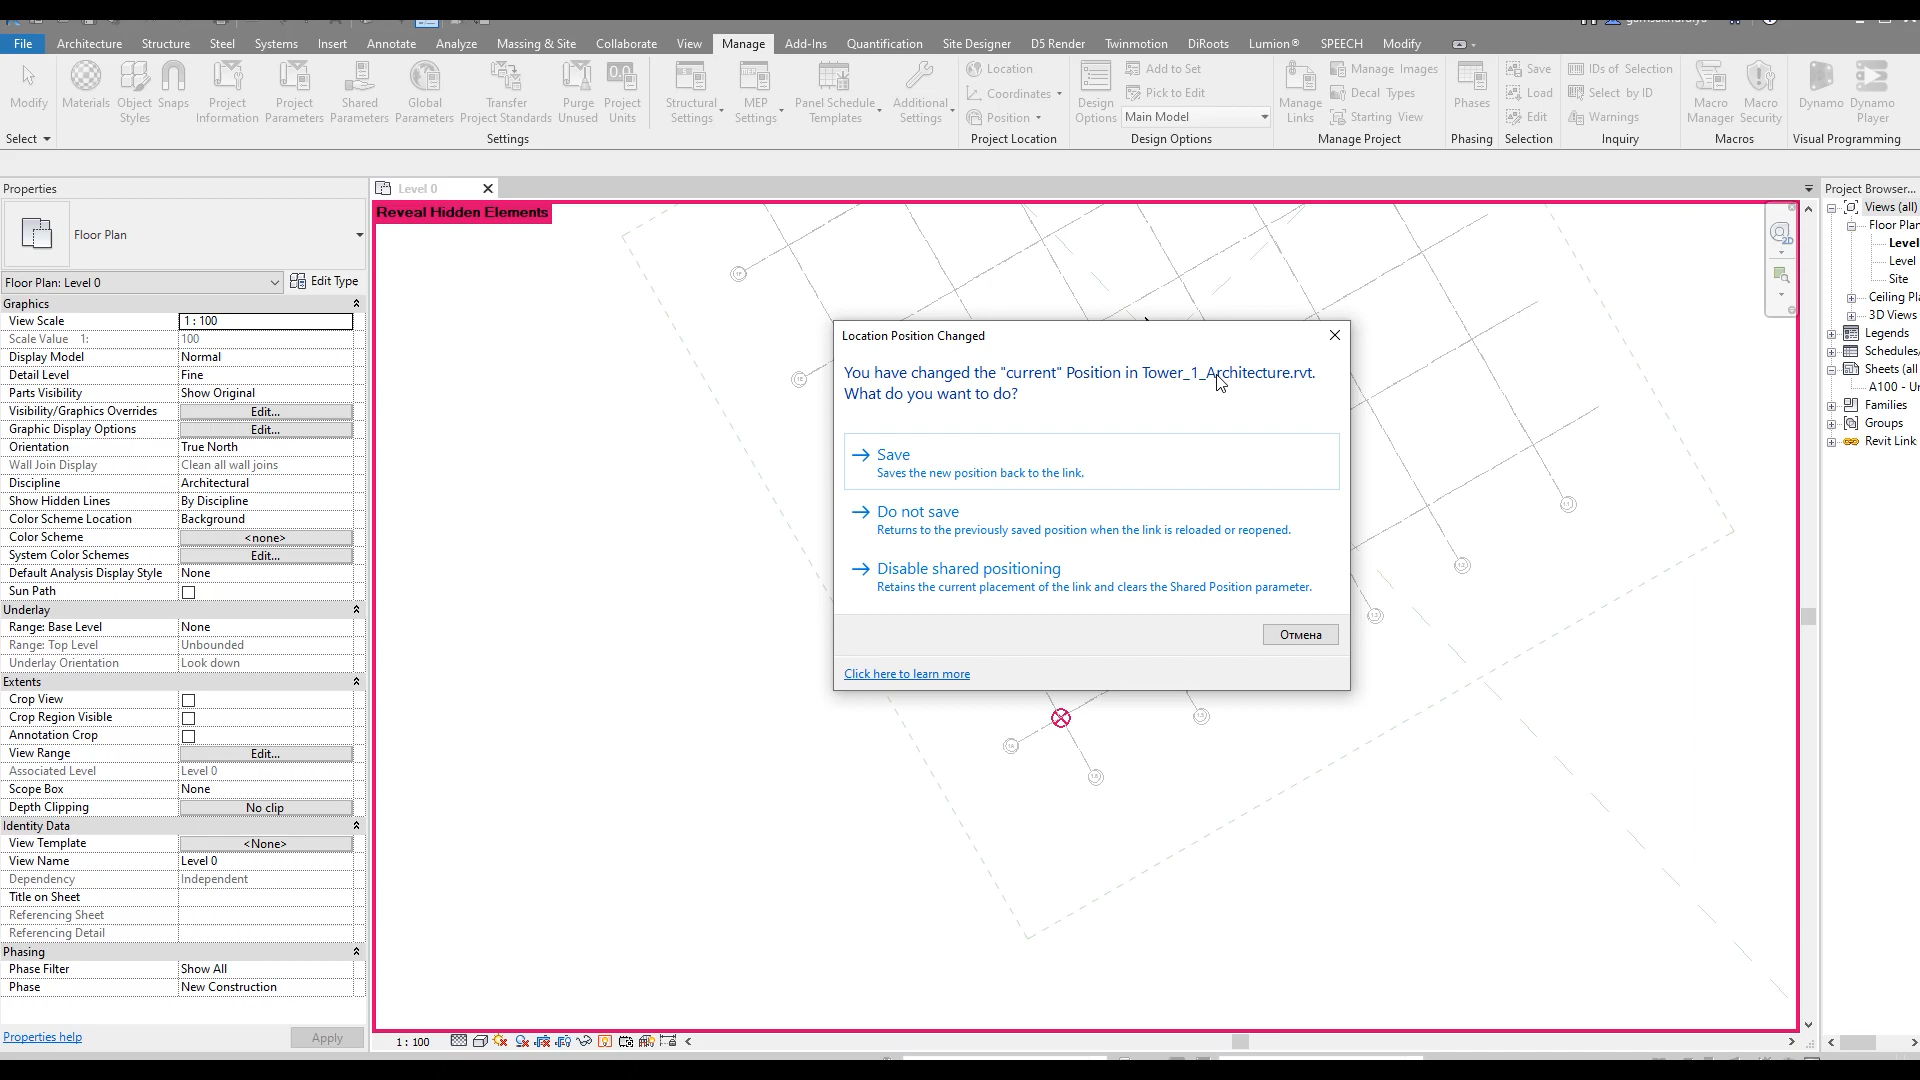 File Architecture Structure Steel Systems Insert Annotate Analyze Massing & Site Collaborate View Manage Add-Ins Quantification Site Designer D5 Render Twinmotion DiRoots Lumion® SPEECH Modify
Modify
Materials
Object Styles
Snaps
Project Information
Project Parameters
Shared Parameters
Global Parameters
Transfer Project Standards
Purge Unused
Project Units
Structural Settings
MEP Settings
Panel Schedule Templates
Additional Settings
Location
Coordinates
Position
Design Options
Add to Set
Pick to Edit
Main Model
Manage Links
Manage Images
Decal Types
Starting View
Phases
Save
Load
Edit
IDs of Selection
Select by ID
Warnings
Macro Manager
Macro Security
Dynamo
Dynamo Player
Select Settings Project Location Design Options Manage Project Phasing Selection Inquiry Macros Visual Programming
Properties
Floor Plan
Floor Plan: Level 0 Edit Type
Graphics
View Scale 1 : 100
Scale Value 1: 100
Display Model Normal
Detail Level Fine
Parts Visibility Show Original
Visibility/Graphics Overrides Edit...
Graphic Display Options Edit...
Orientation True North
Wall Join Display Clean all wall joins
Discipline Architectural
Show Hidden Lines By Discipline
Color Scheme Location Background
Color Scheme <none>
System Color Schemes Edit...
Default Analysis Display Style None
Sun Path
Underlay
Range: Base Level None
Range: Top Level Unbounded
Underlay Orientation Look down
Extents
Crop View
Crop Region Visible
Annotation Crop
View Range Edit...
Associated Level Level 0
Scope Box None
Depth Clipping No clip
Identity Data
View Template <None>
View Name Level 0
Dependency Independent
Title on Sheet
Referencing Sheet
Referencing Detail
Phasing
Phase Filter Show All
Phase New Construction
Properties help Apply
Level 0
Reveal Hidden Elements
2D
Location Position Changed
You have changed the "current" Position in Tower_1_Architecture.rvt.
What do you want to do?
Save
Saves the new position back to the link.
Do not save
Returns to the previously saved position when the link is reloaded or reopened.
Disable shared positioning
Retains the current placement of the link and clears the Shared Position parameter.
Отмена
Click here to learn more
1 : 100
Project Browser...
Views (all)
Floor Plan
Level
Level
Site
Ceiling Pla
3D Views
Legends
Schedules/
Sheets (all
A100 - Un
Families
Groups
Revit Link